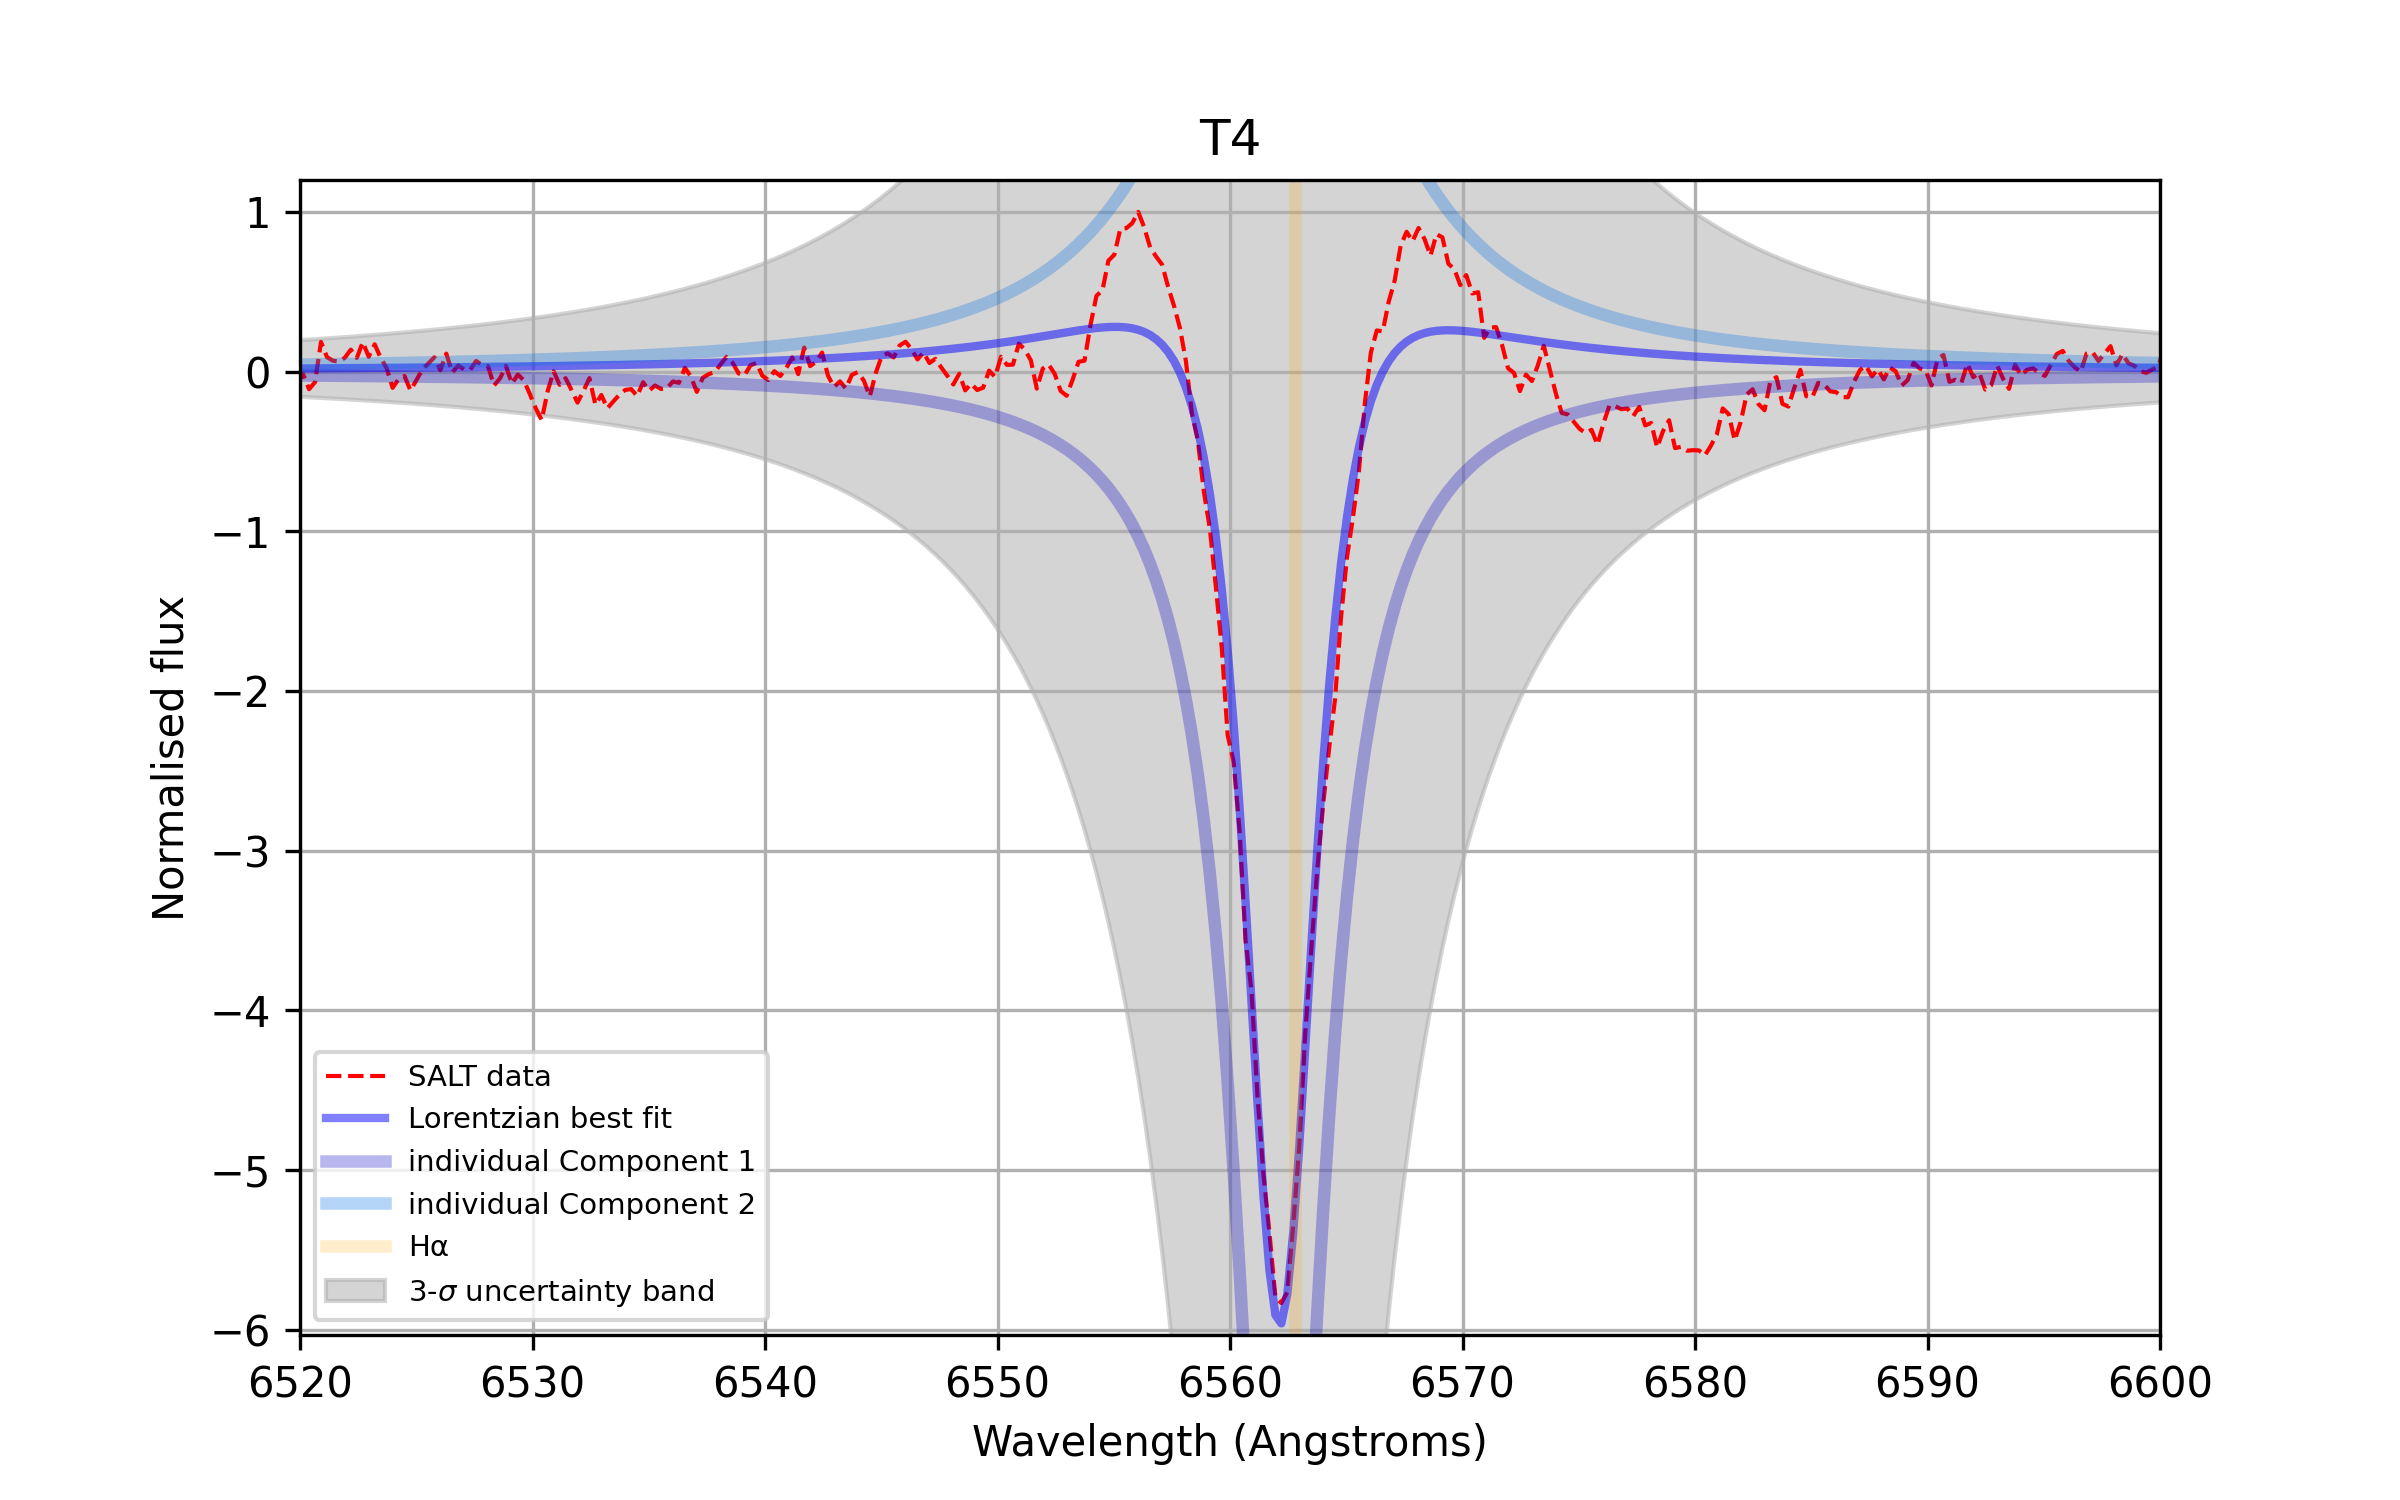 T4
Normalised flux
1
0
−1
−2
−3
−4
−5
−6
SALT data
Lorentzian best fit
individual Component 1
individual Component 2
Hα
3-σ uncertainty band
6520 6530 6540 6550 6560 6570 6580 6590 6600
Wavelength (Angstroms)